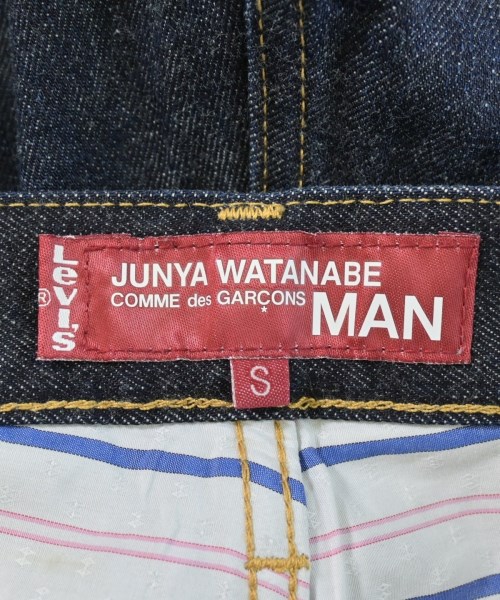 Levi's
®
JUNYA WATANABE
COMME des GARÇONS MAN
*
S